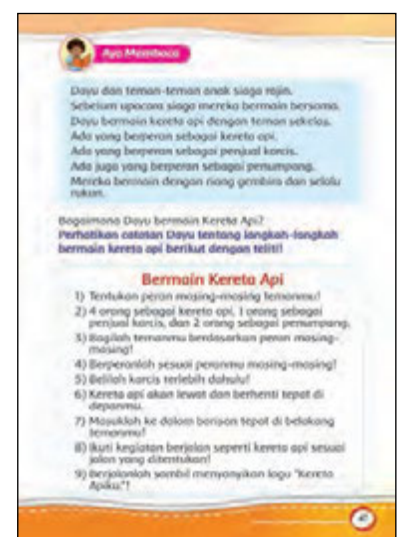 Ayo Membaca
Dayu dan teman-teman anak siaga rajin.
Sebelum upacara siaga mereka bermain bersama.
Dayu bermain kereta api dengan teman sekelas.
Ada yang berperan sebagai kereta api.
Ada yang berperan sebagai penjual karcis.
Ada juga yang berperan sebagai penumpang.
Mereka bermain dengan riang gembira dan selalu
rukun.
Bagaimana Dayu bermain Kereta Api?
Perhatikan catatan Dayu tentang langkah-langkah
bermain kereta api berikut dengan teliti!
Bermain Kereta Api
1) Tentukan peran masing-masing temanmu!
2) 4 orang sebagai kereta api, 1 orang sebagai
penjual karcis, dan 2 orang sebagai penumpang.
3) Bagilah temanmu berdasarkan peran masing-
masing!
4) Berperanlah sesuai peranmu masing-masing!
5) Belilah karcis terlebih dahulu!
6) Kereta api akan lewat dan berhenti tepat di
depanmu.
7) Masuklah ke dalam barisan tepat di belakang
temanmu!
8) Ikuti kegiatan berjalan seperti kereta api sesuai
jalan yang ditentukan!
9) Berjalanlah sambil menyanyikan lagu "Kereta
Apiku"!